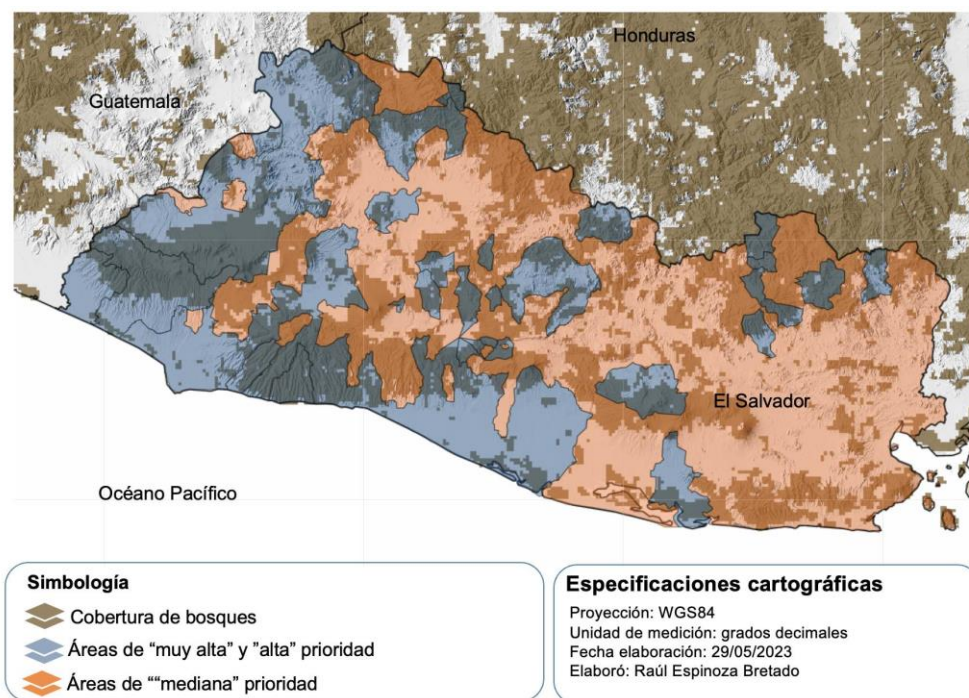 Honduras
Guatemala
El Salvador
Océano Pacífico
Simbología
Cobertura de bosques
Áreas de “muy alta” y ”alta” prioridad
Áreas de ““mediana” prioridad
Especificaciones cartográficas
Proyección: WGS84
Unidad de medición: grados decimales
Fecha elaboración: 29/05/2023
Elaboró: Raúl Espinoza Bretado